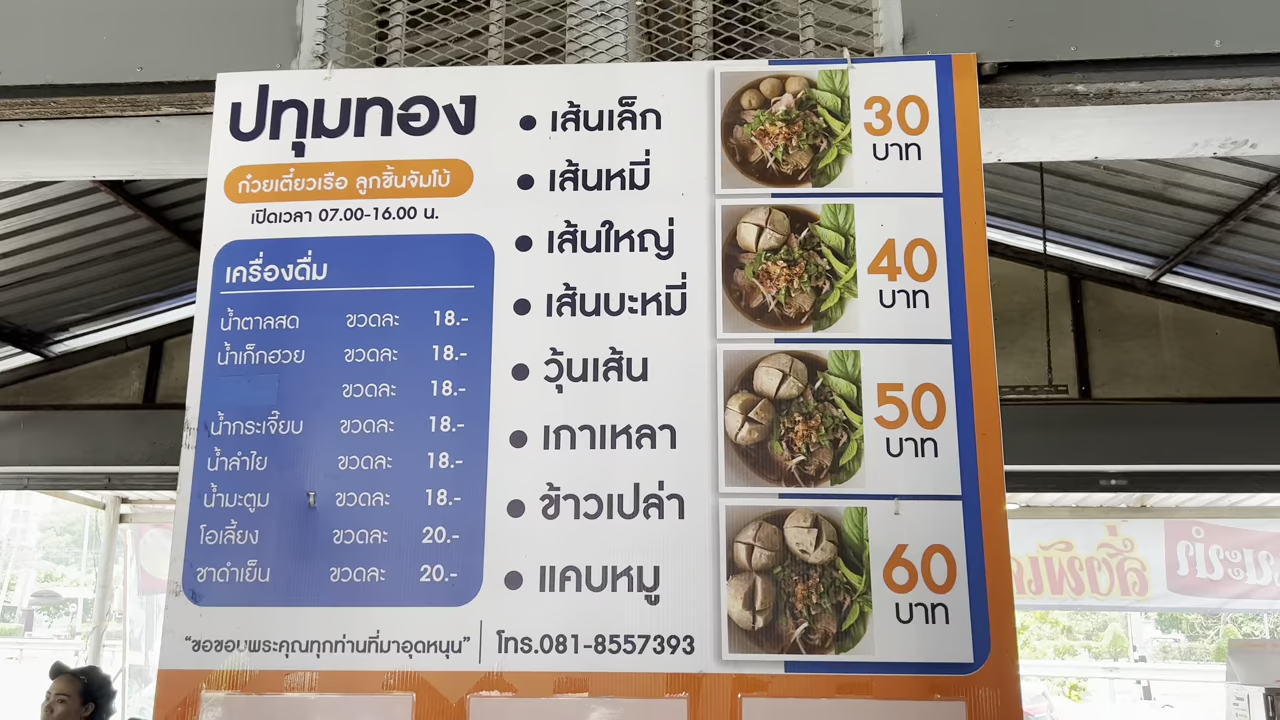 ปทุมทอง
ก๋วยเตี๋ยวเรือ ลูกชิ้นจัมโบ้
เปิดเวลา 07.00-16.00 น.
เครื่องดื่ม
น้ำตาลสด ขวดละ 18.-
น้ำเก็กฮวย ขวดละ 18.-
ขวดละ 18.-
น้ำกระเจี๊ยบ ขวดละ 18.-
น้ำลำไย ขวดละ 18.-
น้ำมะตูม ขวดละ 18.-
โอเลี้ยง ขวดละ 20.-
ชาดำเย็น ขวดละ 20.-
• เส้นเล็ก
• เส้นหมี่
• เส้นใหญ่
• เส้นบะหมี่
• วุ้นเส้น
• เกาเหลา
• ข้าวเปล่า
• แคบหมู
30
บาท
40
บาท
50
บาท
60
บาท
“ขอขอบพระคุณทุกท่านที่มาอุดหนุน”
โทร.081-8557393